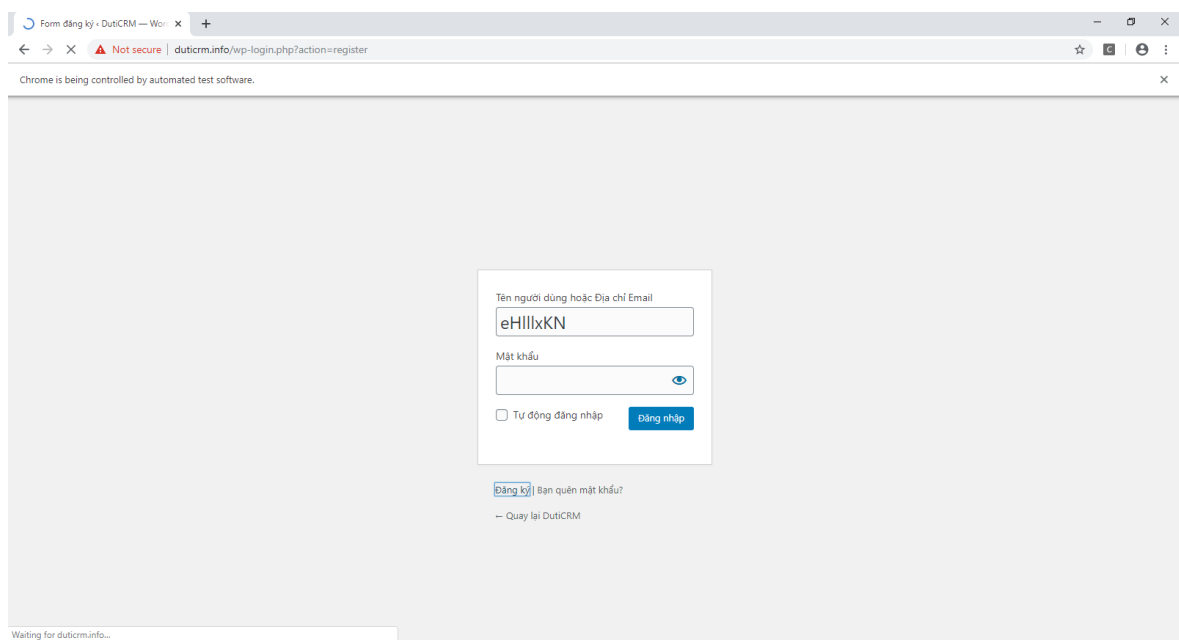 Form đăng ký ‹ DutiCRM — Wor
Not secure | duticrm.info/wp-login.php?action=register
Chrome is being controlled by automated test software.
Tên người dùng hoặc Địa chỉ Email
eHlllxKN
Mật khẩu
Tự động đăng nhập
Đăng nhập
Đăng ký | Bạn quên mật khẩu?
← Quay lại DutiCRM
Waiting for duticrm.info...